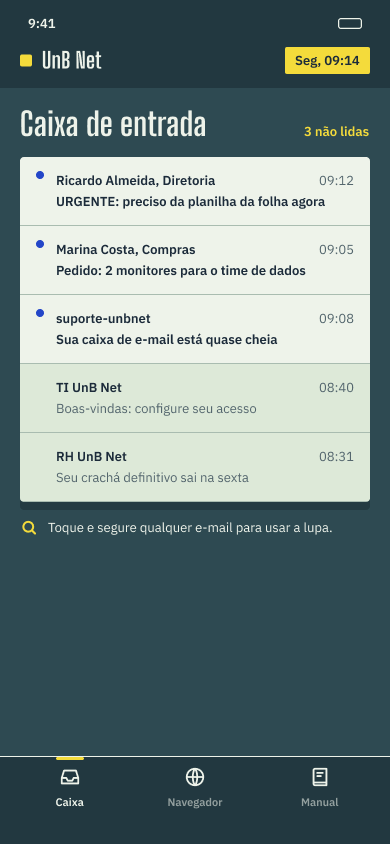 9:41
UnB Net
Seg, 09:14
Caixa de entrada
3 não lidas
Ricardo Almeida, Diretoria 09:12
URGENTE: preciso da planilha da folha agora
Marina Costa, Compras 09:05
Pedido: 2 monitores para o time de dados
suporte-unbnet 09:08
Sua caixa de e-mail está quase cheia
TI UnB Net 08:40
Boas-vindas: configure seu acesso
RH UnB Net 08:31
Seu crachá definitivo sai na sexta
Toque e segure qualquer e-mail para usar a lupa.
Caixa Navegador Manual